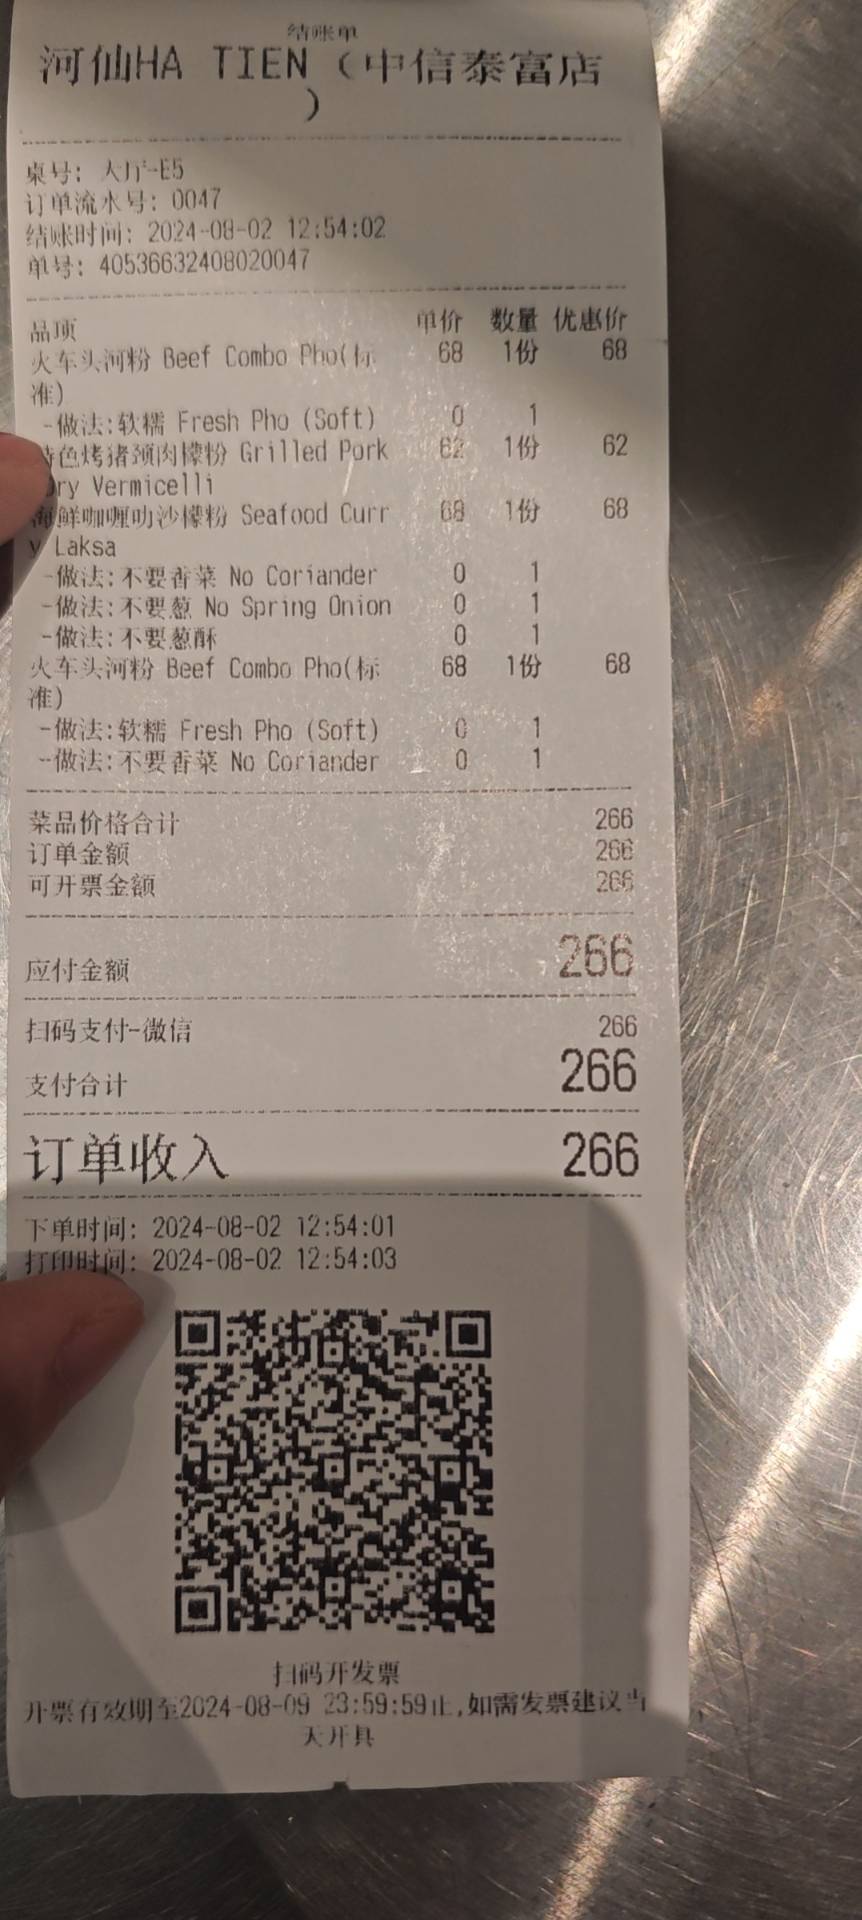 结账单
河仙HA TIEN（中信泰富店
）
桌号: 大厅-E5
订单流水号: 0047
结账时间: 2024-08-02 12:54:02
单号: 40536632408020047
品项 单价 数量 优惠价
火车头河粉 Beef Combo Pho(标 68 1份 68
准)
-做法:软糯 Fresh Pho (Soft) 0 1
特色烤猪颈肉檬粉 Grilled Pork 62 1份 62
Dry Vermicelli
海鲜咖喱叻沙檬粉 Seafood Curr 68 1份 68
y Laksa
-做法:不要香菜 No Coriander 0 1
-做法:不要葱 No Spring Onion 0 1
-做法:不要葱酥 0 1
火车头河粉 Beef Combo Pho(标 68 1份 68
准)
-做法:软糯 Fresh Pho (Soft) 0 1
-做法:不要香菜 No Coriander 0 1
菜品价格合计 266
订单金额 266
可开票金额 266
应付金额 266
扫码支付-微信 266
支付合计 266
订单收入 266
下单时间: 2024-08-02 12:54:01
打印时间: 2024-08-02 12:54:03
扫码开发票
开票有效期至2024-08-09 23:59:59止,如需发票建议当
天开具